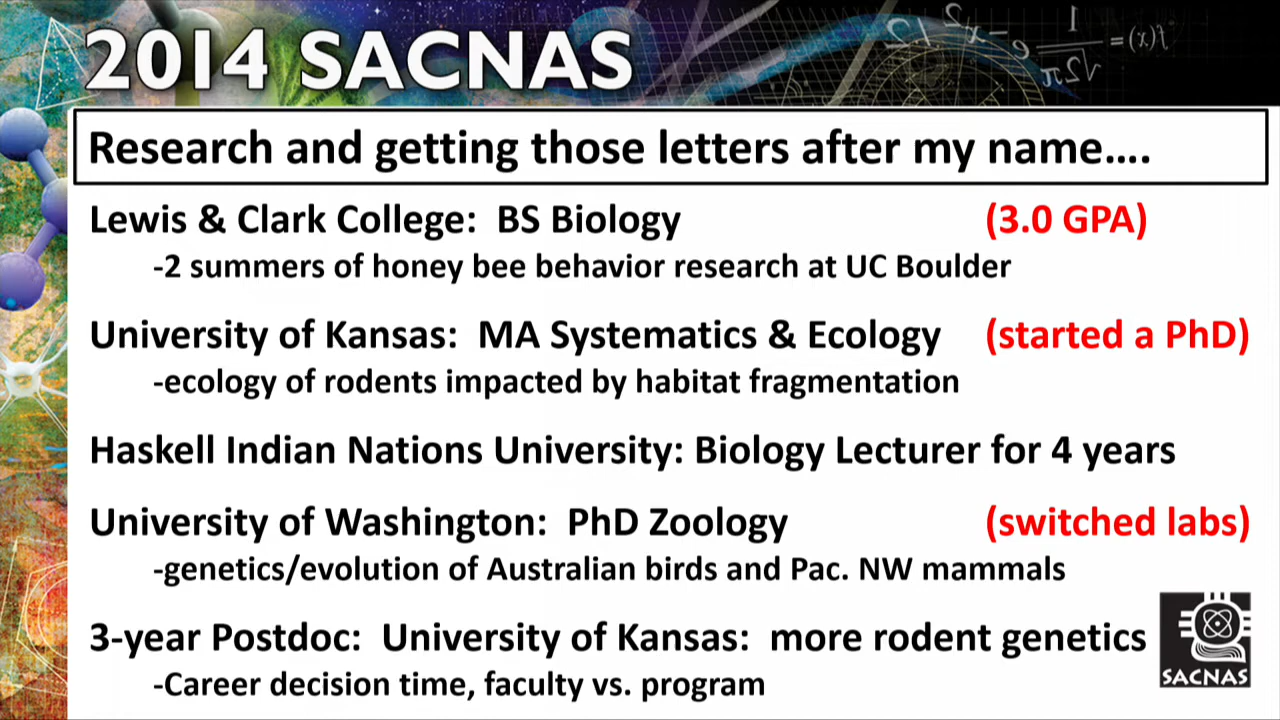 2014 SACNAS
Research and getting those letters after my name....
Lewis & Clark College: BS Biology (3.0 GPA)
-2 summers of honey bee behavior research at UC Boulder
University of Kansas: MA Systematics & Ecology (started a PhD)
-ecology of rodents impacted by habitat fragmentation
Haskell Indian Nations University: Biology Lecturer for 4 years
University of Washington: PhD Zoology (switched labs)
-genetics/evolution of Australian birds and Pac. NW mammals
3-year Postdoc: University of Kansas: more rodent genetics
-Career decision time, faculty vs. program
SACNAS